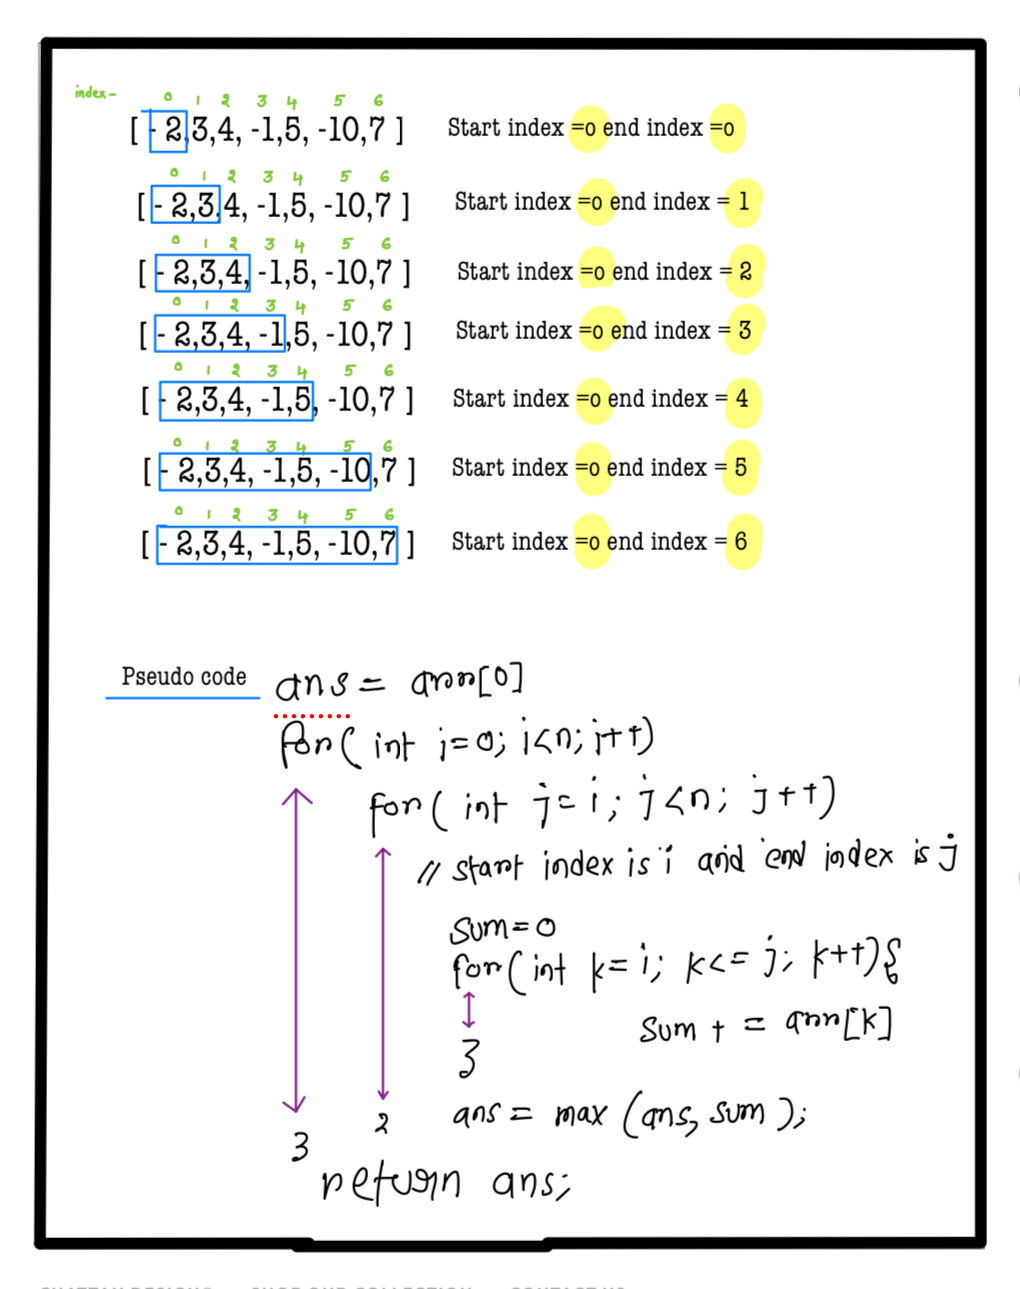 index-
0 1 2 3 4 5 6
[ - 2,3,4, -1,5, -10,7 ] Start index =0 end index =0
0 1 2 3 4 5 6
[ - 2,3,4, -1,5, -10,7 ] Start index =0 end index = 1
0 1 2 3 4 5 6
[ - 2,3,4, -1,5, -10,7 ] Start index =0 end index = 2
0 1 2 3 4 5 6
[ - 2,3,4, -1,5, -10,7 ] Start index =0 end index = 3
0 1 2 3 4 5 6
[ - 2,3,4, -1,5, -10,7 ] Start index =0 end index = 4
0 1 2 3 4 5 6
[ - 2,3,4, -1,5, -10,7 ] Start index =0 end index = 5
0 1 2 3 4 5 6
[ - 2,3,4, -1,5, -10,7 ] Start index =0 end index = 6
Pseudo code ans = arr[0]
for( int i=0; i<n; i++)
for( int j=i; j<n; j++)
// start index is i and end index is j
sum=0
for(int k=i; k<=j; k++){
sum += arr[k]
}
ans = max (ans, sum );
}
}
return ans;